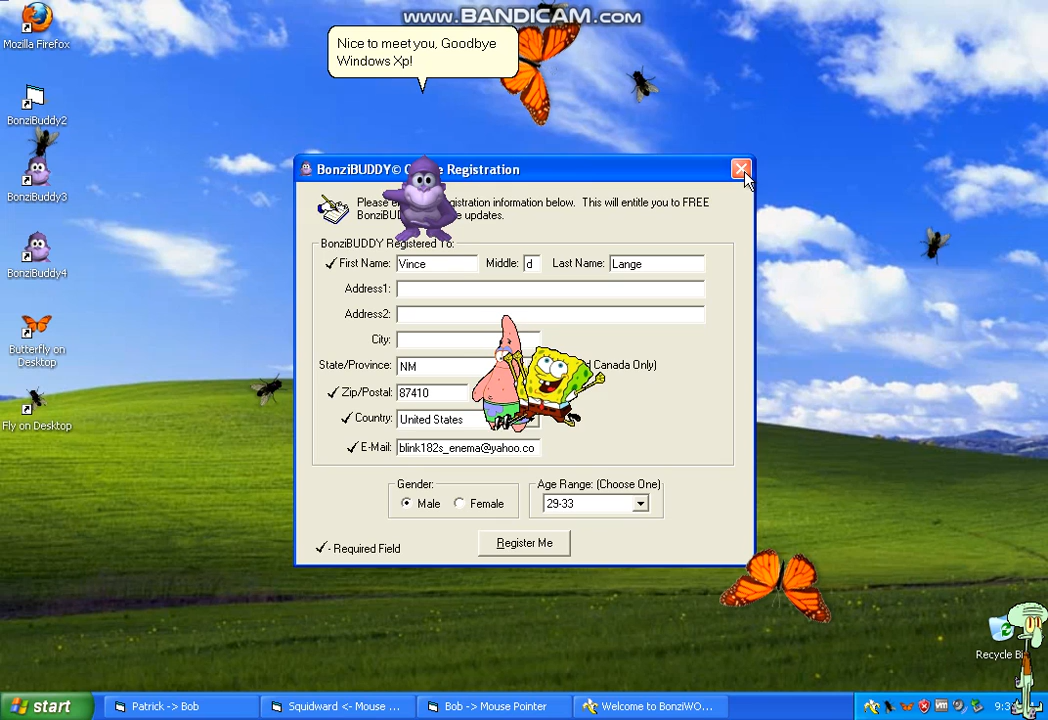 www.BANDICAM.com
Nice to meet you, Goodbye
Windows Xp!
Mozilla Firefox
BonziBuddy2
BonziBuddy3
BonziBuddy4
Butterfly on
Desktop
Fly on Desktop
BonziBUDDY© Registration
Please registration information below. This will entitle you to FREE
updates.
BonziBUDDY Registered To:
First Name: Vince Middle: d Last Name: Lange
Address1:
Address2:
City:
State/Province: NM Canada Only)
Zip/Postal: 87410
Country: United States
E-Mail: blink182s_enema@yahoo.co
Gender:
Male Female
Age Range: (Choose One)
29-33
- Required Field
Register Me
Recycle
start
Patrick -> Bob
Squidward <- Mouse ...
Bob -> Mouse Pointer
Welcome to BonziWO...